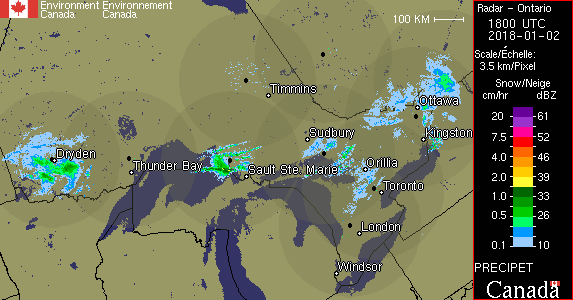 Environment Environnement
Canada Canada
100 KM
Timmins
Ottawa
Sudbury
Kingston
Dryden
Thunder Bay
Sault Ste. Marie
Orillia
Toronto
London
Windsor
Radar - Ontario
1800 UTC
2018-01-02
Scale/Échelle:
3.5 km/Pixel
Snow/Neige
cm/hr dBZ
20 61
7.5 52
4.0 46
2.0 39
1.0 33
0.5 26
0.1 10
PRECIPET
Canada